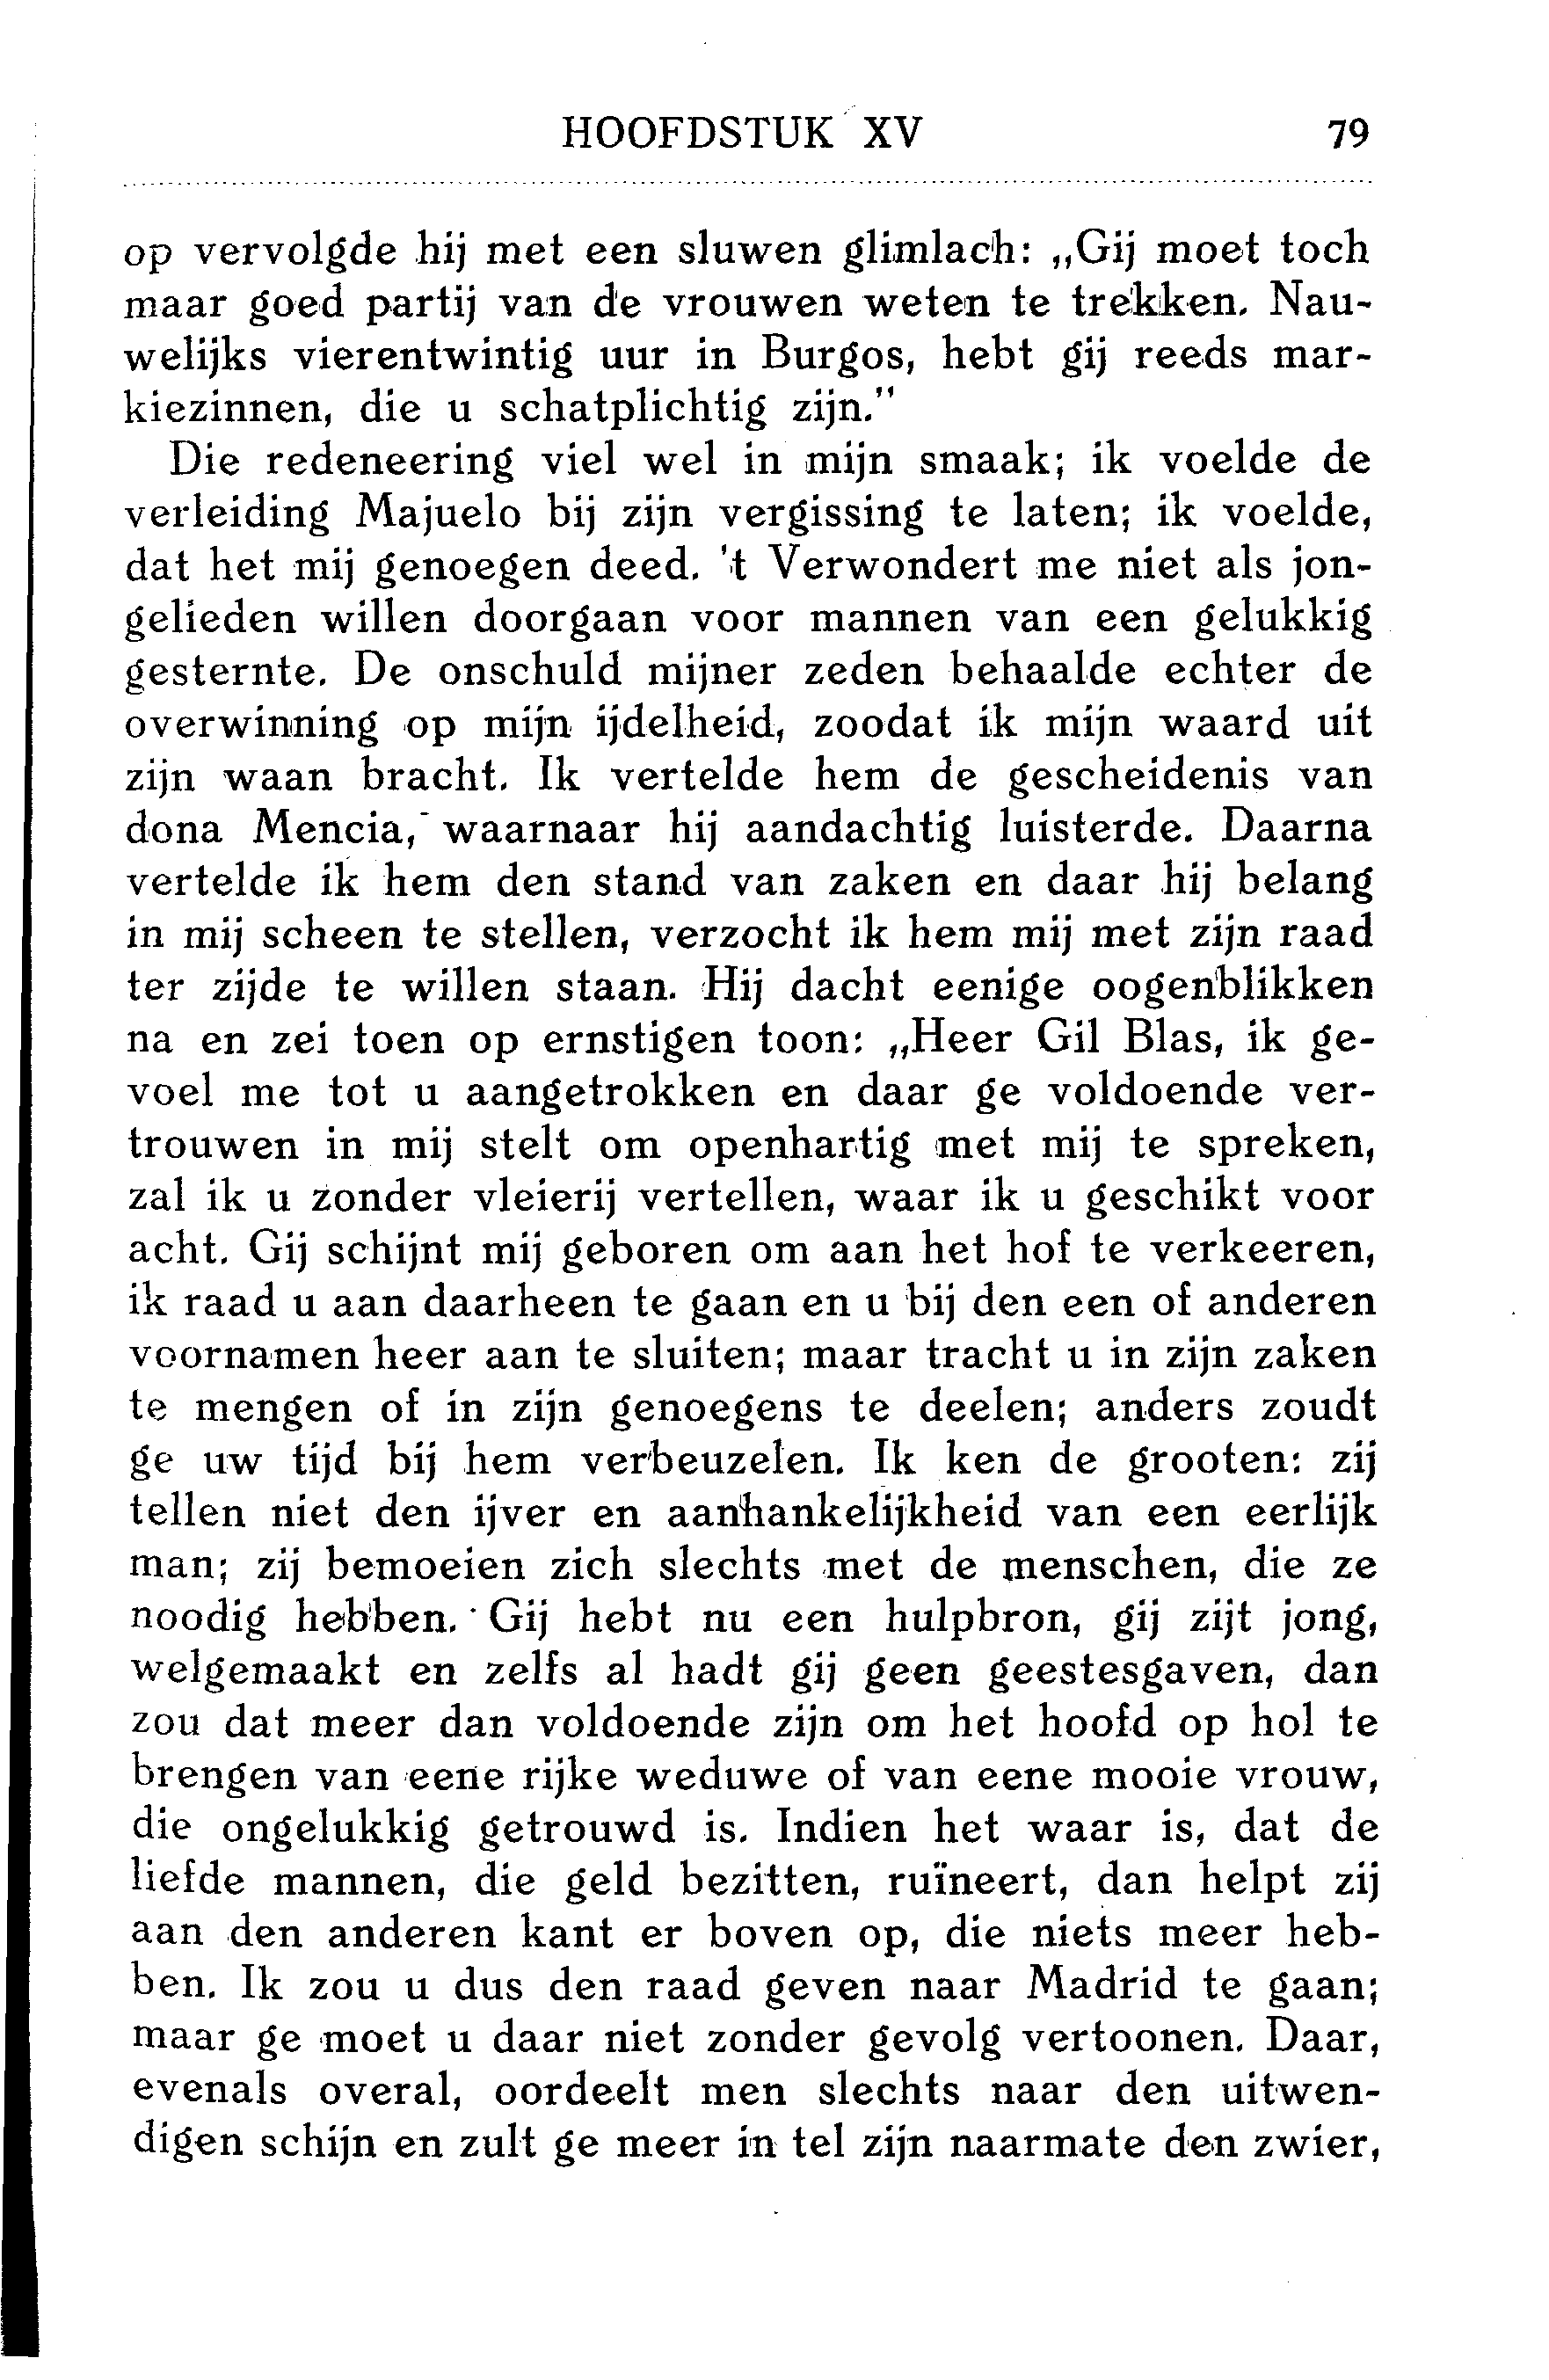 HOOFDSTUK XV 79
op vervolgde hij met een sluwen glimlach: „Gij moet toch
maar goed partij van de vrouwen weten te trekken. Nau-
welijks vierentwintig uur in Burgos, hebt gij reeds mar-
kiezinnen, die u schatplichtig zijn.”
Die redeneering viel wel in mijn smaak; ik voelde de
verleiding Majuelo bij zijn vergissing te laten; ik voelde,
dat het mij genoegen deed. 't Verwondert me niet als jon-
gelieden willen doorgaan voor mannen van een gelukkig
gesternte. De onschuld mijner zeden behaalde echter de
overwinning op mijn ijdelheid, zoodat ik mijn waard uit
zijn waan bracht. Ik vertelde hem de gescheidenis van
dona Mencia, waarnaar hij aandachtig luisterde. Daarna
vertelde ik hem den stand van zaken en daar hij belang
in mij scheen te stellen, verzocht ik hem mij met zijn raad
ter zijde te willen staan. Hij dacht eenige oogenblikken
na en zei toen op ernstigen toon: „Heer Gil Blas, ik ge-
voel me tot u aangetrokken en daar ge voldoende ver-
trouwen in mij stelt om openhartig met mij te spreken,
zal ik u zonder vleierij vertellen, waar ik u geschikt voor
acht. Gij schijnt mij geboren om aan het hof te verkeeren,
ik raad u aan daarheen te gaan en u bij den een of anderen
voornamen heer aan te sluiten; maar tracht u in zijn zaken
te mengen of in zijn genoegens te deelen; anders zoudt
ge uw tijd bij hem verbeuzelen. Ik ken de grooten: zij
tellen niet den ijver en aanhankelijkheid van een eerlijk
man; zij bemoeien zich slechts met de menschen, die ze
noodig hebben. Gij hebt nu een hulpbron, gij zijt jong,
welgemaakt en zelfs al hadt gij geen geestesgaven, dan
zou dat meer dan voldoende zijn om het hoofd op hol te
brengen van eene rijke weduwe of van eene mooie vrouw,
die ongelukkig getrouwd is. Indien het waar is, dat de
liefde mannen, die geld bezitten, ruïneert, dan helpt zij
aan den anderen kant er boven op, die niets meer heb-
ben. Ik zou u dus den raad geven naar Madrid te gaan;
maar ge moet u daar niet zonder gevolg vertoonen. Daar,
evenals overal, oordeelt men slechts naar den uitwen-
digen schijn en zult ge meer in tel zijn naarmate den zwier,